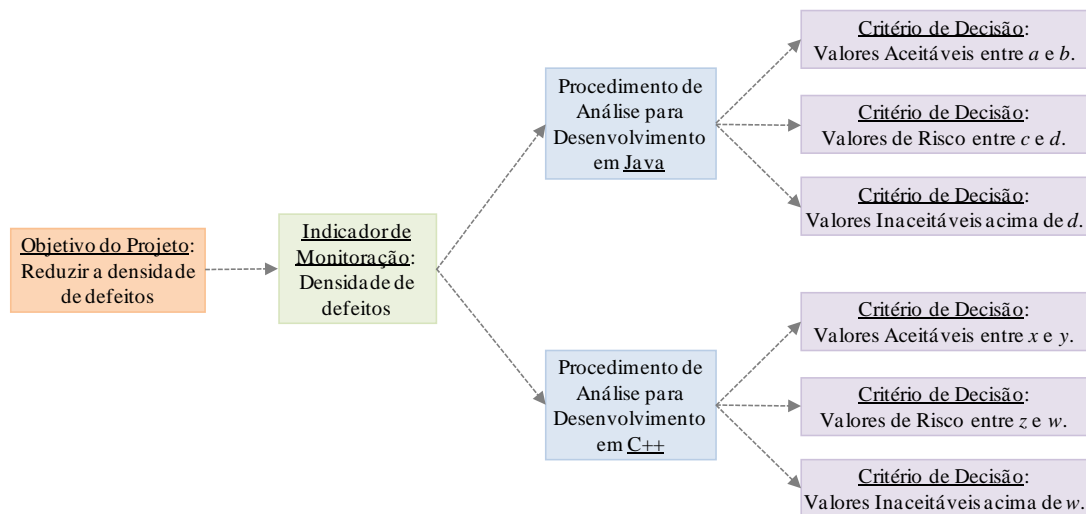 Objetivo do Projeto:
Reduzir a densidade
de defeitos
Indicador de
Monitoração:
Densidade de
defeitos
Procedimento de
Análise para
Desenvolvimento
em Java
Critério de Decisão:
Valores Aceitáveis entre a e b.
Critério de Decisão:
Valores de Risco entre c e d.
Critério de Decisão:
Valores Inaceitáveis acima de d.
Procedimento de
Análise para
Desenvolvimento
em C++
Critério de Decisão:
Valores Aceitáveis entre x e y.
Critério de Decisão:
Valores de Risco entre z e w.
Critério de Decisão:
Valores Inaceitáveis acima de w.